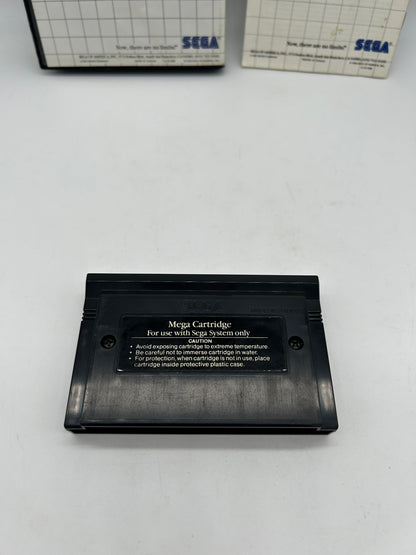 Now, there are no limits! SEGA
Now, there are no limits! SEGA
SEGA
Mega Cartridge
For use with Sega System only
CAUTION
• Avoid exposing cartridge to extreme temperature.
• Be careful not to immerse cartridge in water.
• For protection, when cartridge is not in use, place
cartridge inside protective plastic case.